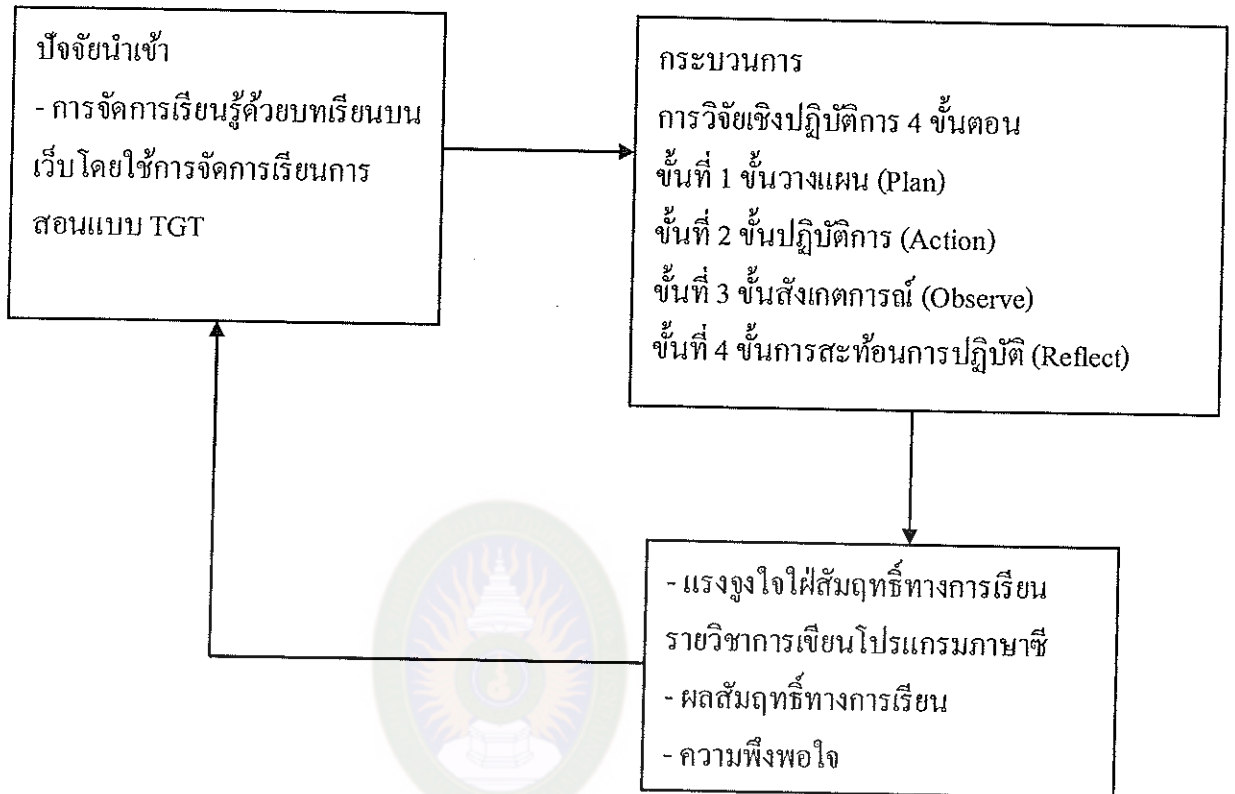 ปัจจัยนำเข้า
- การจัดการเรียนรู้ด้วยบทเรียนบน
เว็บโดยใช้การจัดการเรียนการ
สอนแบบ TGT
กระบวนการ
การวิจัยเชิงปฏิบัติการ 4 ขั้นตอน
ขั้นที่ 1 ขั้นวางแผน (Plan)
ขั้นที่ 2 ขั้นปฏิบัติการ (Action)
ขั้นที่ 3 ขั้นสังเกตการณ์ (Observe)
ขั้นที่ 4 ขั้นการสะท้อนการปฏิบัติ (Reflect)
- แรงจูงใจใฝ่สัมฤทธิ์ทางการเรียน
รายวิชาการเขียนโปรแกรมภาษาซี
- ผลสัมฤทธิ์ทางการเรียน
- ความพึงพอใจ